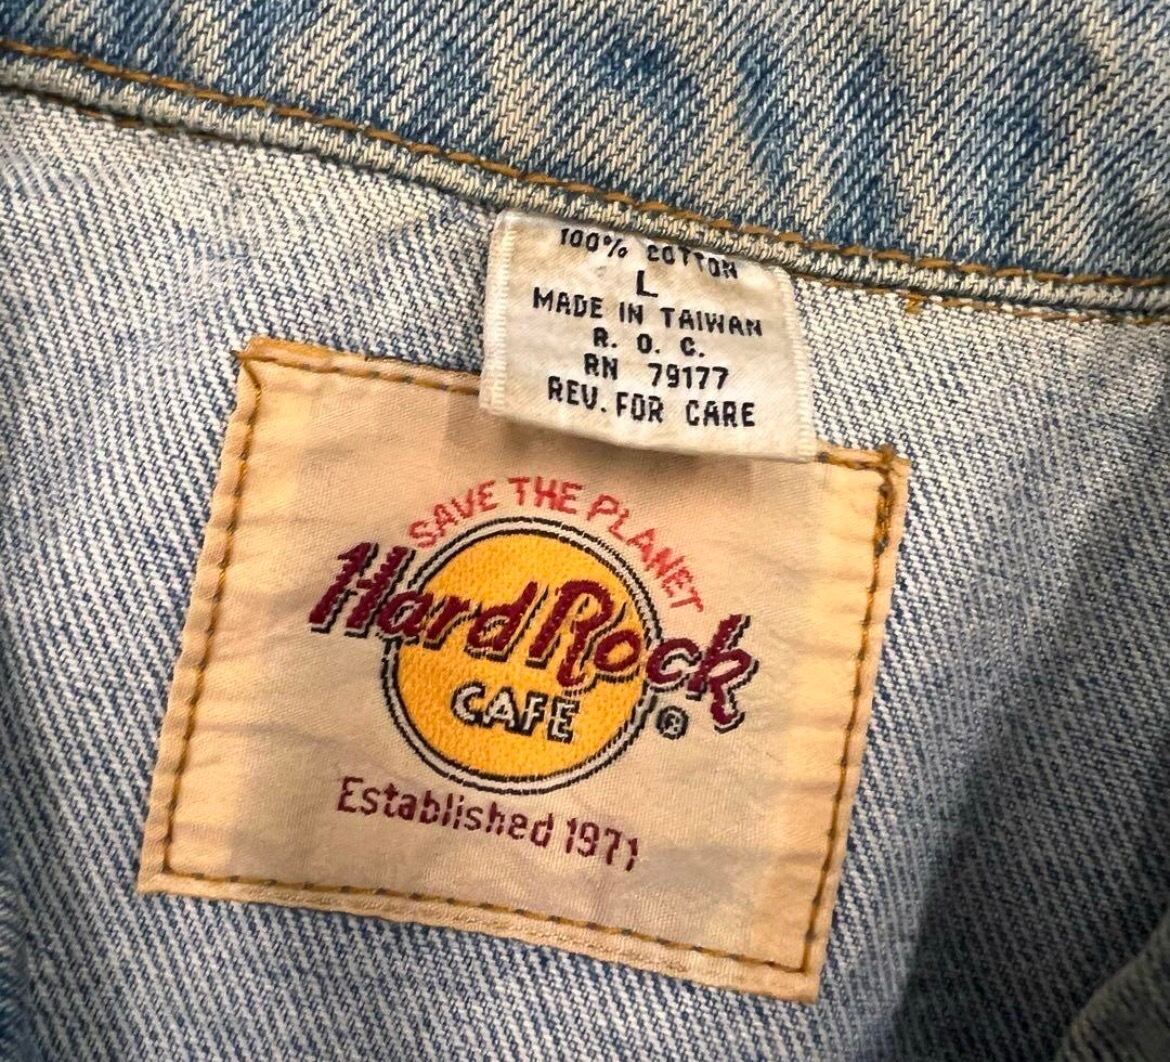 100% COTTON
L
MADE IN TAIWAN
R. O. C.
RN 79177
REV. FOR CARE
SAVE THE PLANET
Hard Rock
CAFE ®
Established 1971